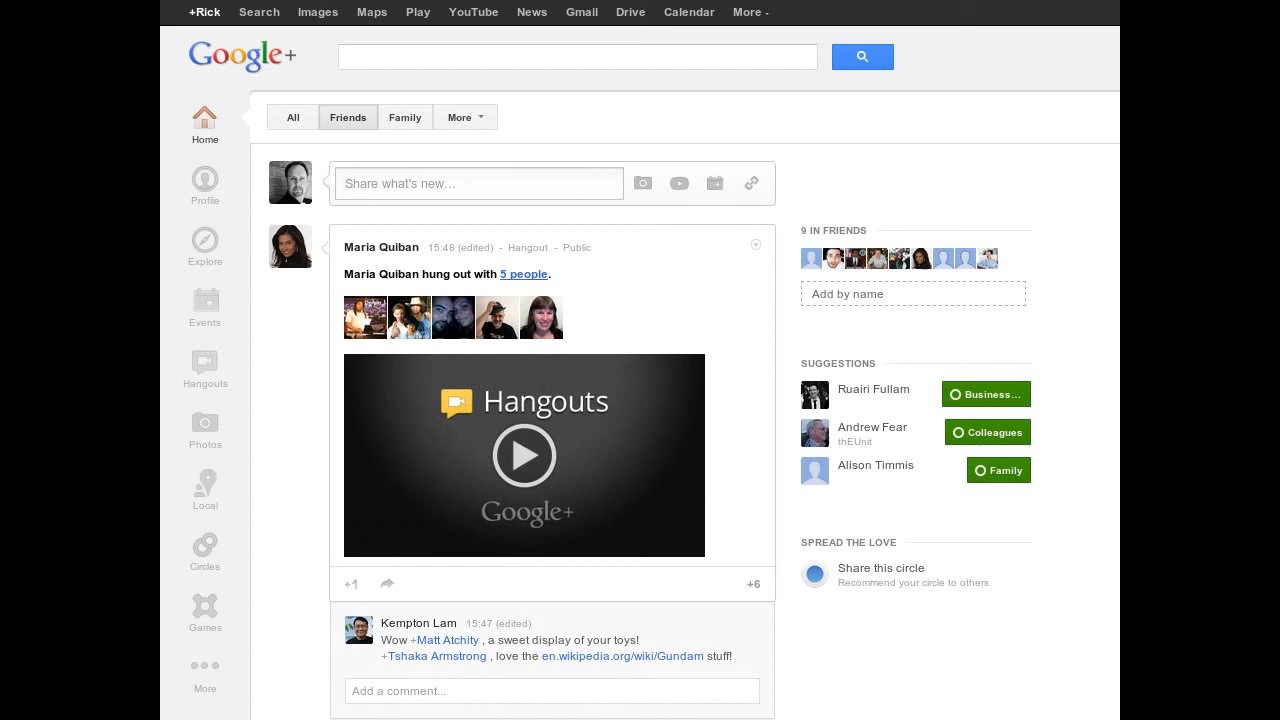 +Rick Search Images Maps Play YouTube News Gmail Drive Calendar More
Google+
All Friends Family More
Home
Profile
Explore
Events
Hangouts
Photos
Local
Circles
Games
More
Share what's new...
Maria Quiban 15:48 (edited) - Hangout - Public
Maria Quiban hung out with 5 people.
Hangouts
Google+
+1 +6
Kempton Lam 15:47 (edited)
Wow +Matt Atchity , a sweet display of your toys!
+Tshaka Armstrong , love the en.wikipedia.org/wiki/Gundam stuff!
Add a comment...
9 IN FRIENDS
Add by name
SUGGESTIONS
Ruairi Fullam Business...
Andrew Fear Colleagues
thEUnit
Alison Timmis Family
SPREAD THE LOVE
Share this circle
Recommend your circle to others